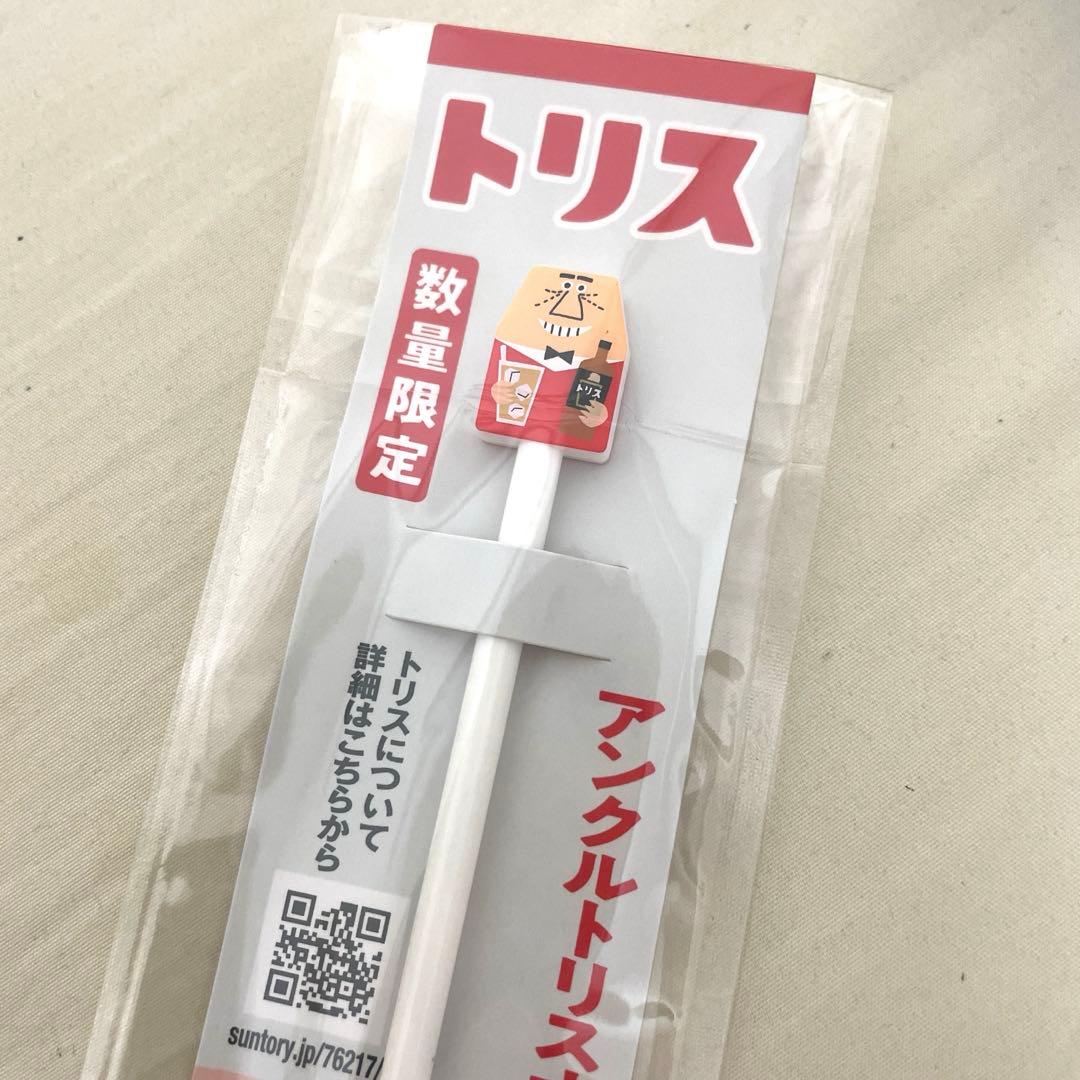 トリス
数量限定
トリス
トリスについて
詳細はこちらから
アンクルトリス
suntory.jp/76217/